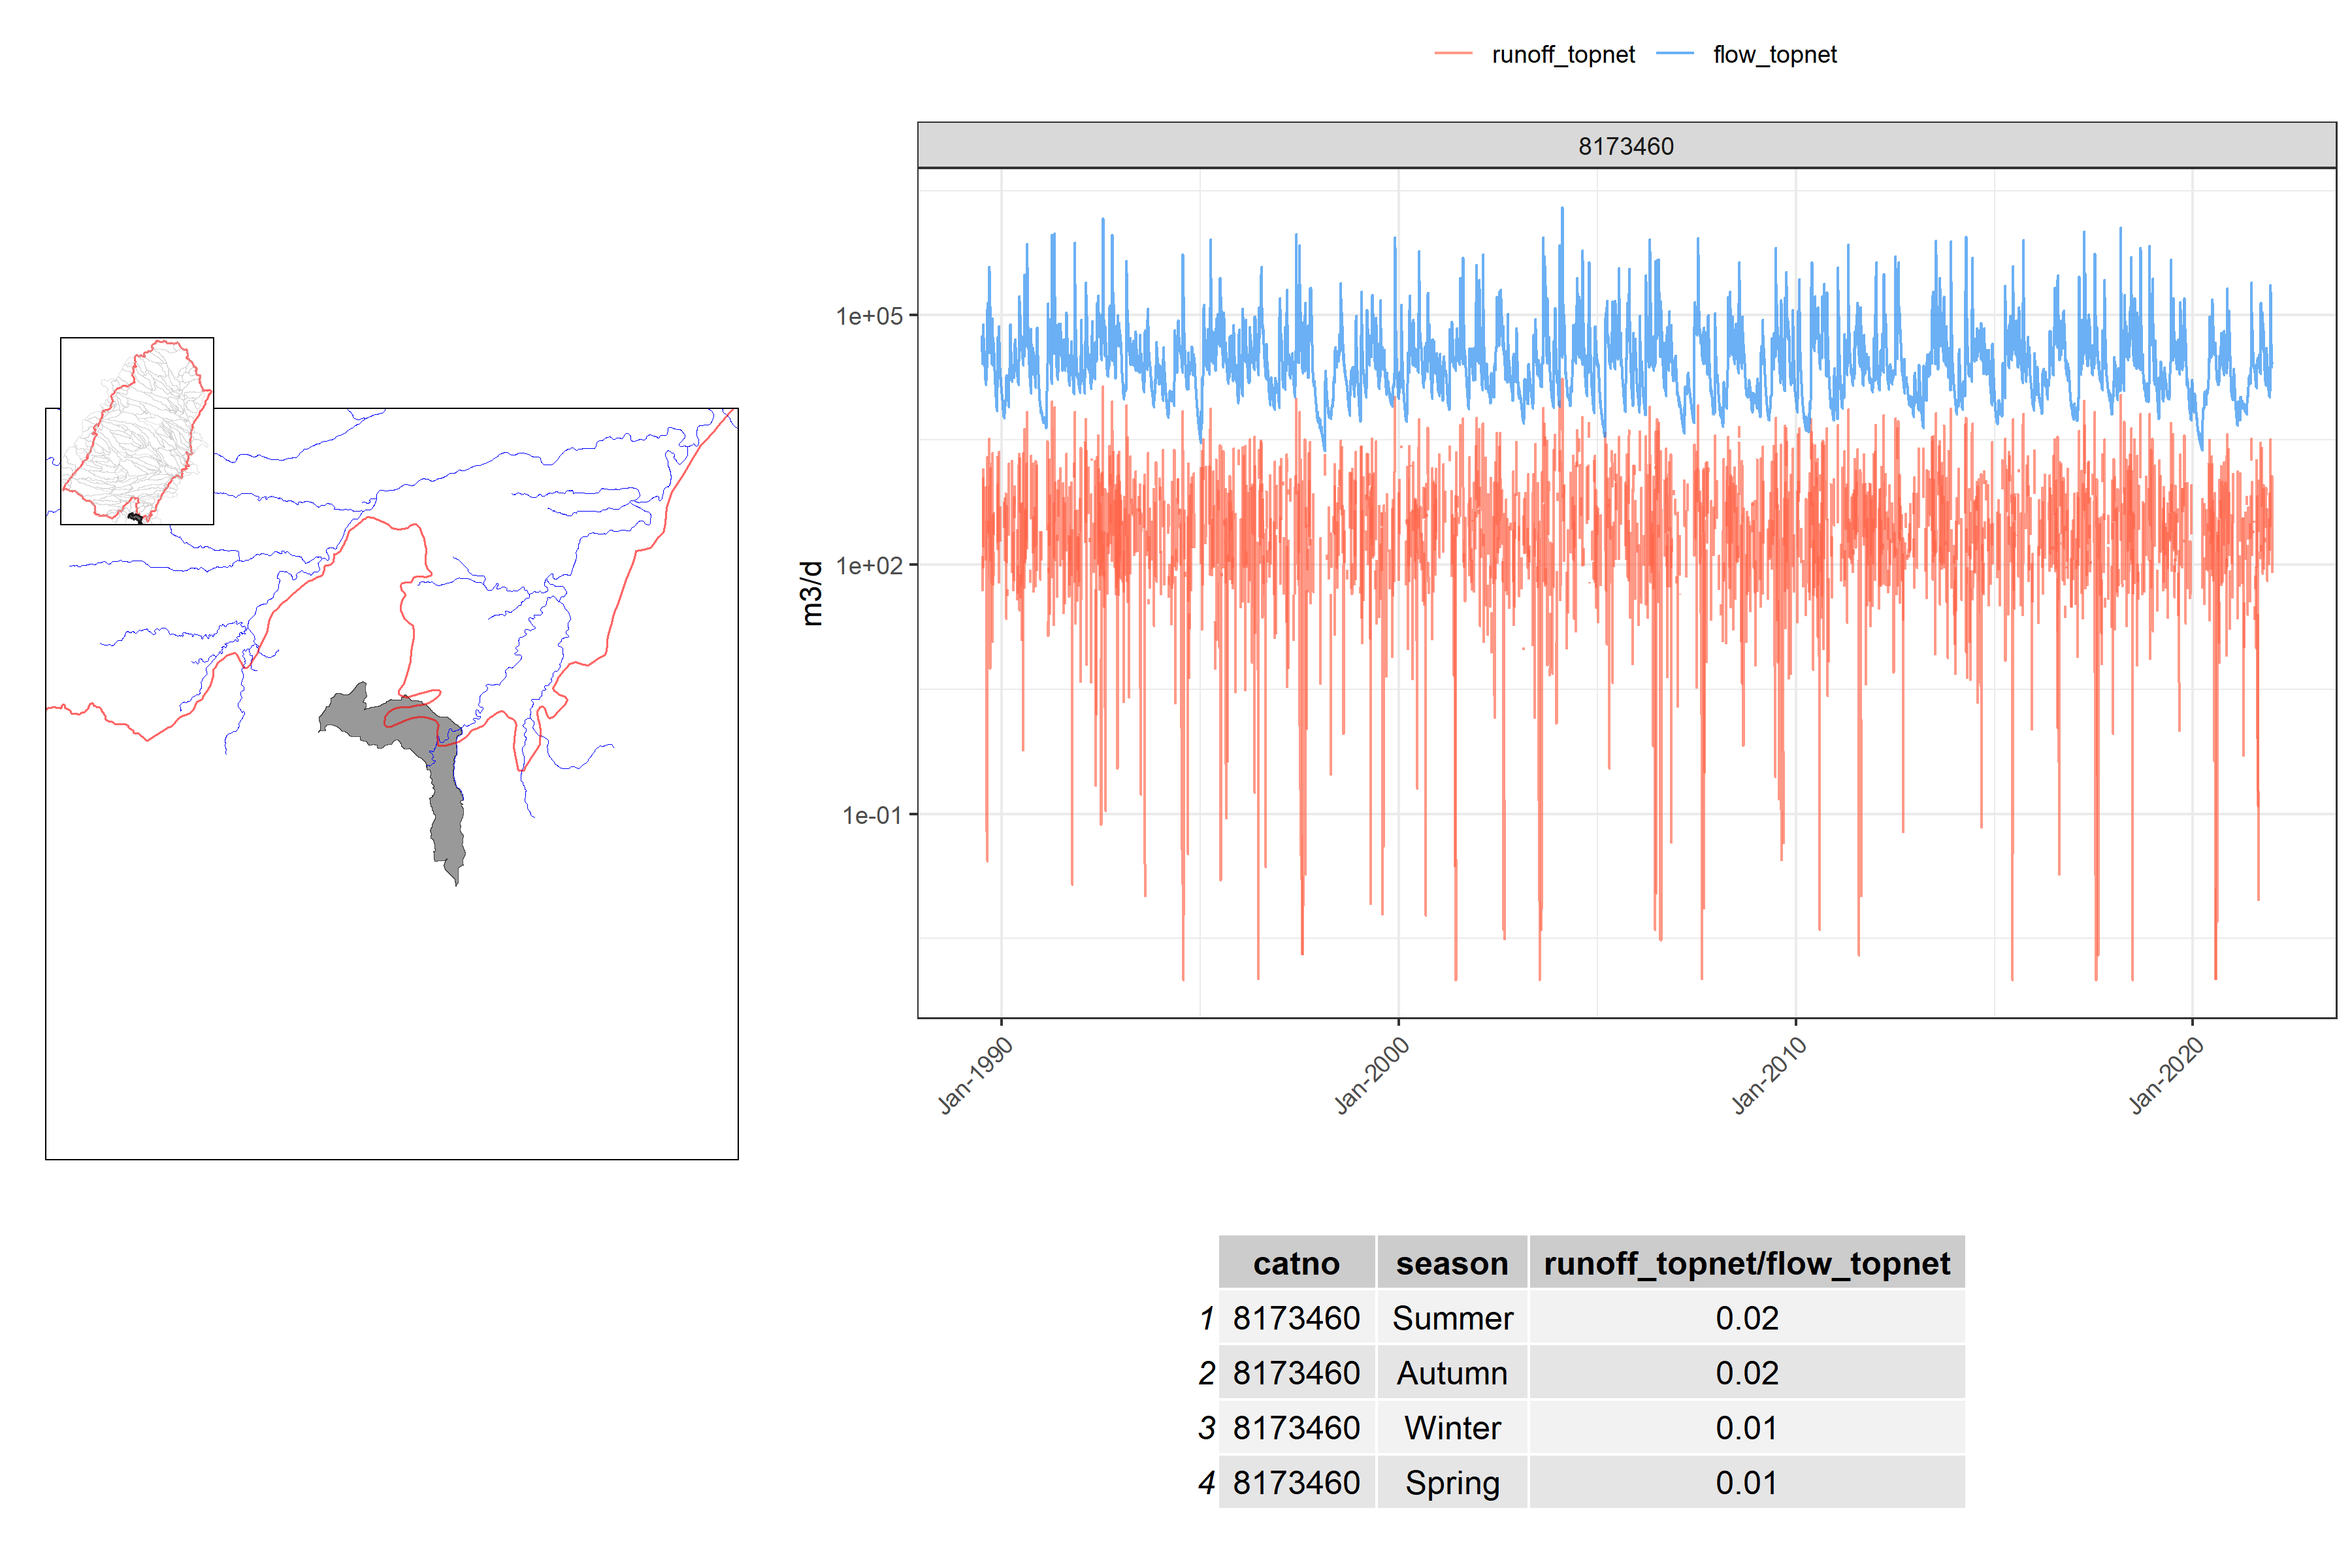 runoff_topnet flow_topnet
8173460
m3/d
1e+05
1e+02
1e-01
Jan-1990 Jan-2000 Jan-2010 Jan-2020
catno season runoff_topnet/flow_topnet
1 8173460 Summer 0.02
2 8173460 Autumn 0.02
3 8173460 Winter 0.01
4 8173460 Spring 0.01